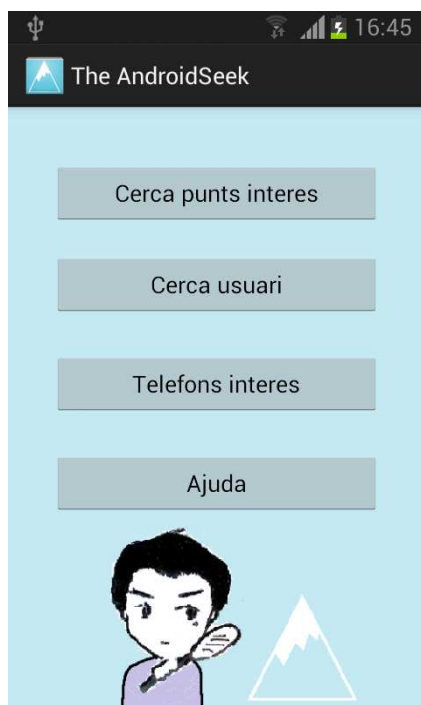 16:45
The AndroidSeek
Cerca punts interes
Cerca usuari
Telefons interes
Ajuda